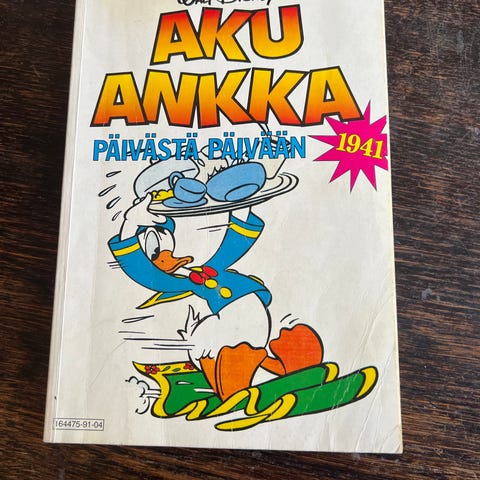 Walt Disney
AKU
ANKKA
PÄIVÄSTÄ PÄIVÄÄN
1941
164475-91-04